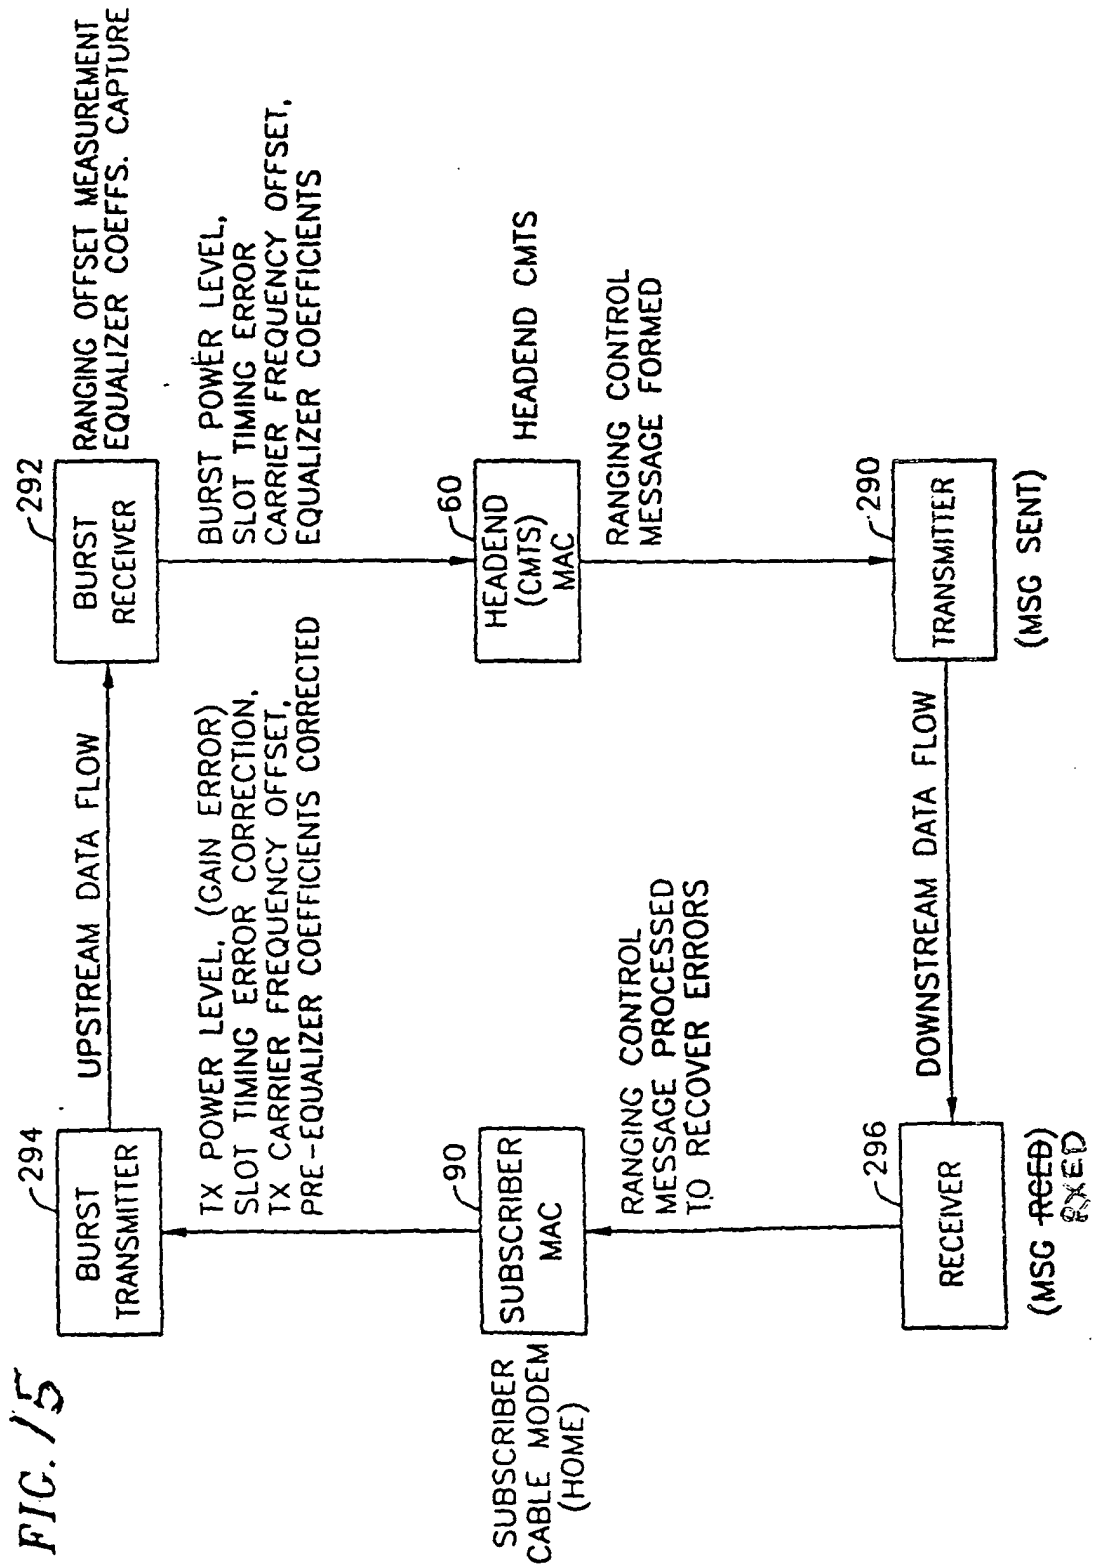 FIG. 15
294
BURST
TRANSMITTER
UPSTREAM DATA FLOW
292
BURST
RECEIVER
RANGING OFFSET MEASUREMENT
EQUALIZER COEFFS. CAPTURE
TX POWER LEVEL, (GAIN ERROR)
SLOT TIMING ERROR CORRECTION,
TX CARRIER FREQUENCY OFFSET,
PRE-EQUALIZER COEFFICIENTS CORRECTED
BURST POWER LEVEL,
SLOT TIMING ERROR
CARRIER FREQUENCY OFFSET,
EQUALIZER COEFFICIENTS
SUBSCRIBER
CABLE MODEM
(HOME)
90
SUBSCRIBER
MAC
60
HEADEND
(CMTS)
MAC
HEADEND CMTS
RANGING CONTROL
MESSAGE PROCESSED
TO RECOVER ERRORS
RANGING CONTROL
MESSAGE FORMED
296
RECEIVER
DOWNSTREAM DATA FLOW
290
TRANSMITTER
(MSG RCED)
RXED
(MSG SENT)